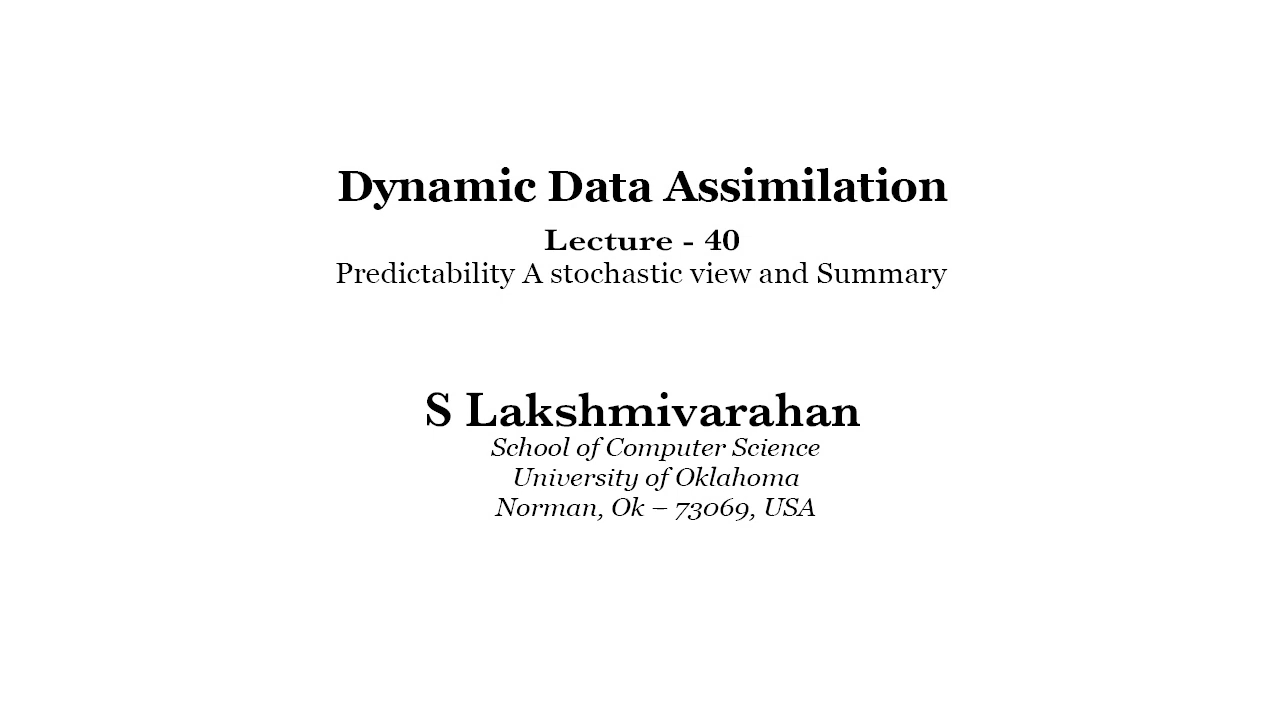 Dynamic Data Assimilation
Lecture - 40
Predictability A stochastic view and Summary
S Lakshmivarahan
School of Computer Science
University of Oklahoma
Norman, Ok – 73069, USA